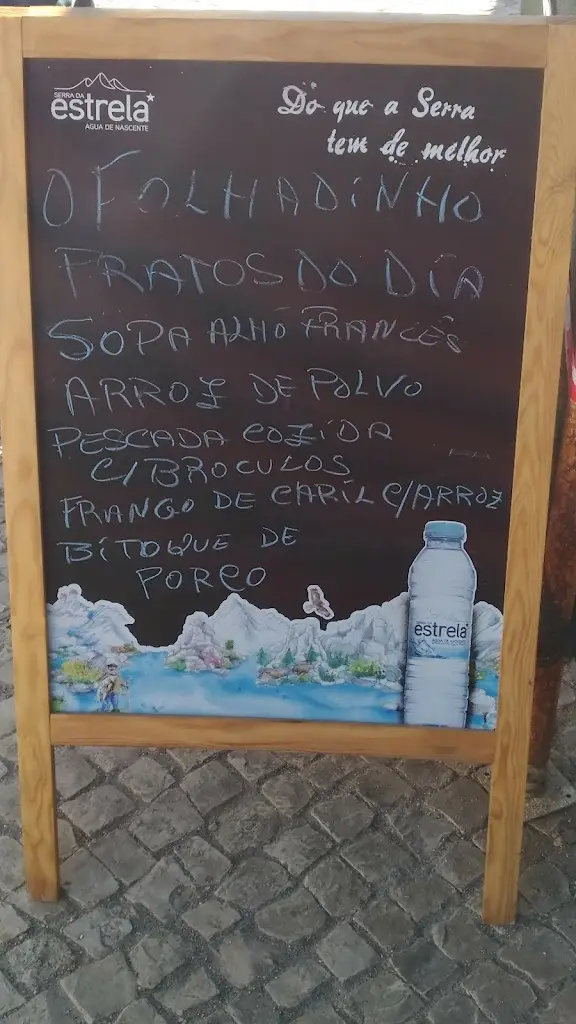 SERRA DA
estrela
ÁGUA DE NASCENTE
Do que a Serra
tem de melhor
O FOLHADINHO
PRATOS DO DÍA
SOPA ALHO FRANCÊS
ARROZ DE POLVO
PESCADA COZIDA
C/BROCULOS
FRANGO DE CARIL C/ARROZ
BITOQUE DE
PORCO
estrela